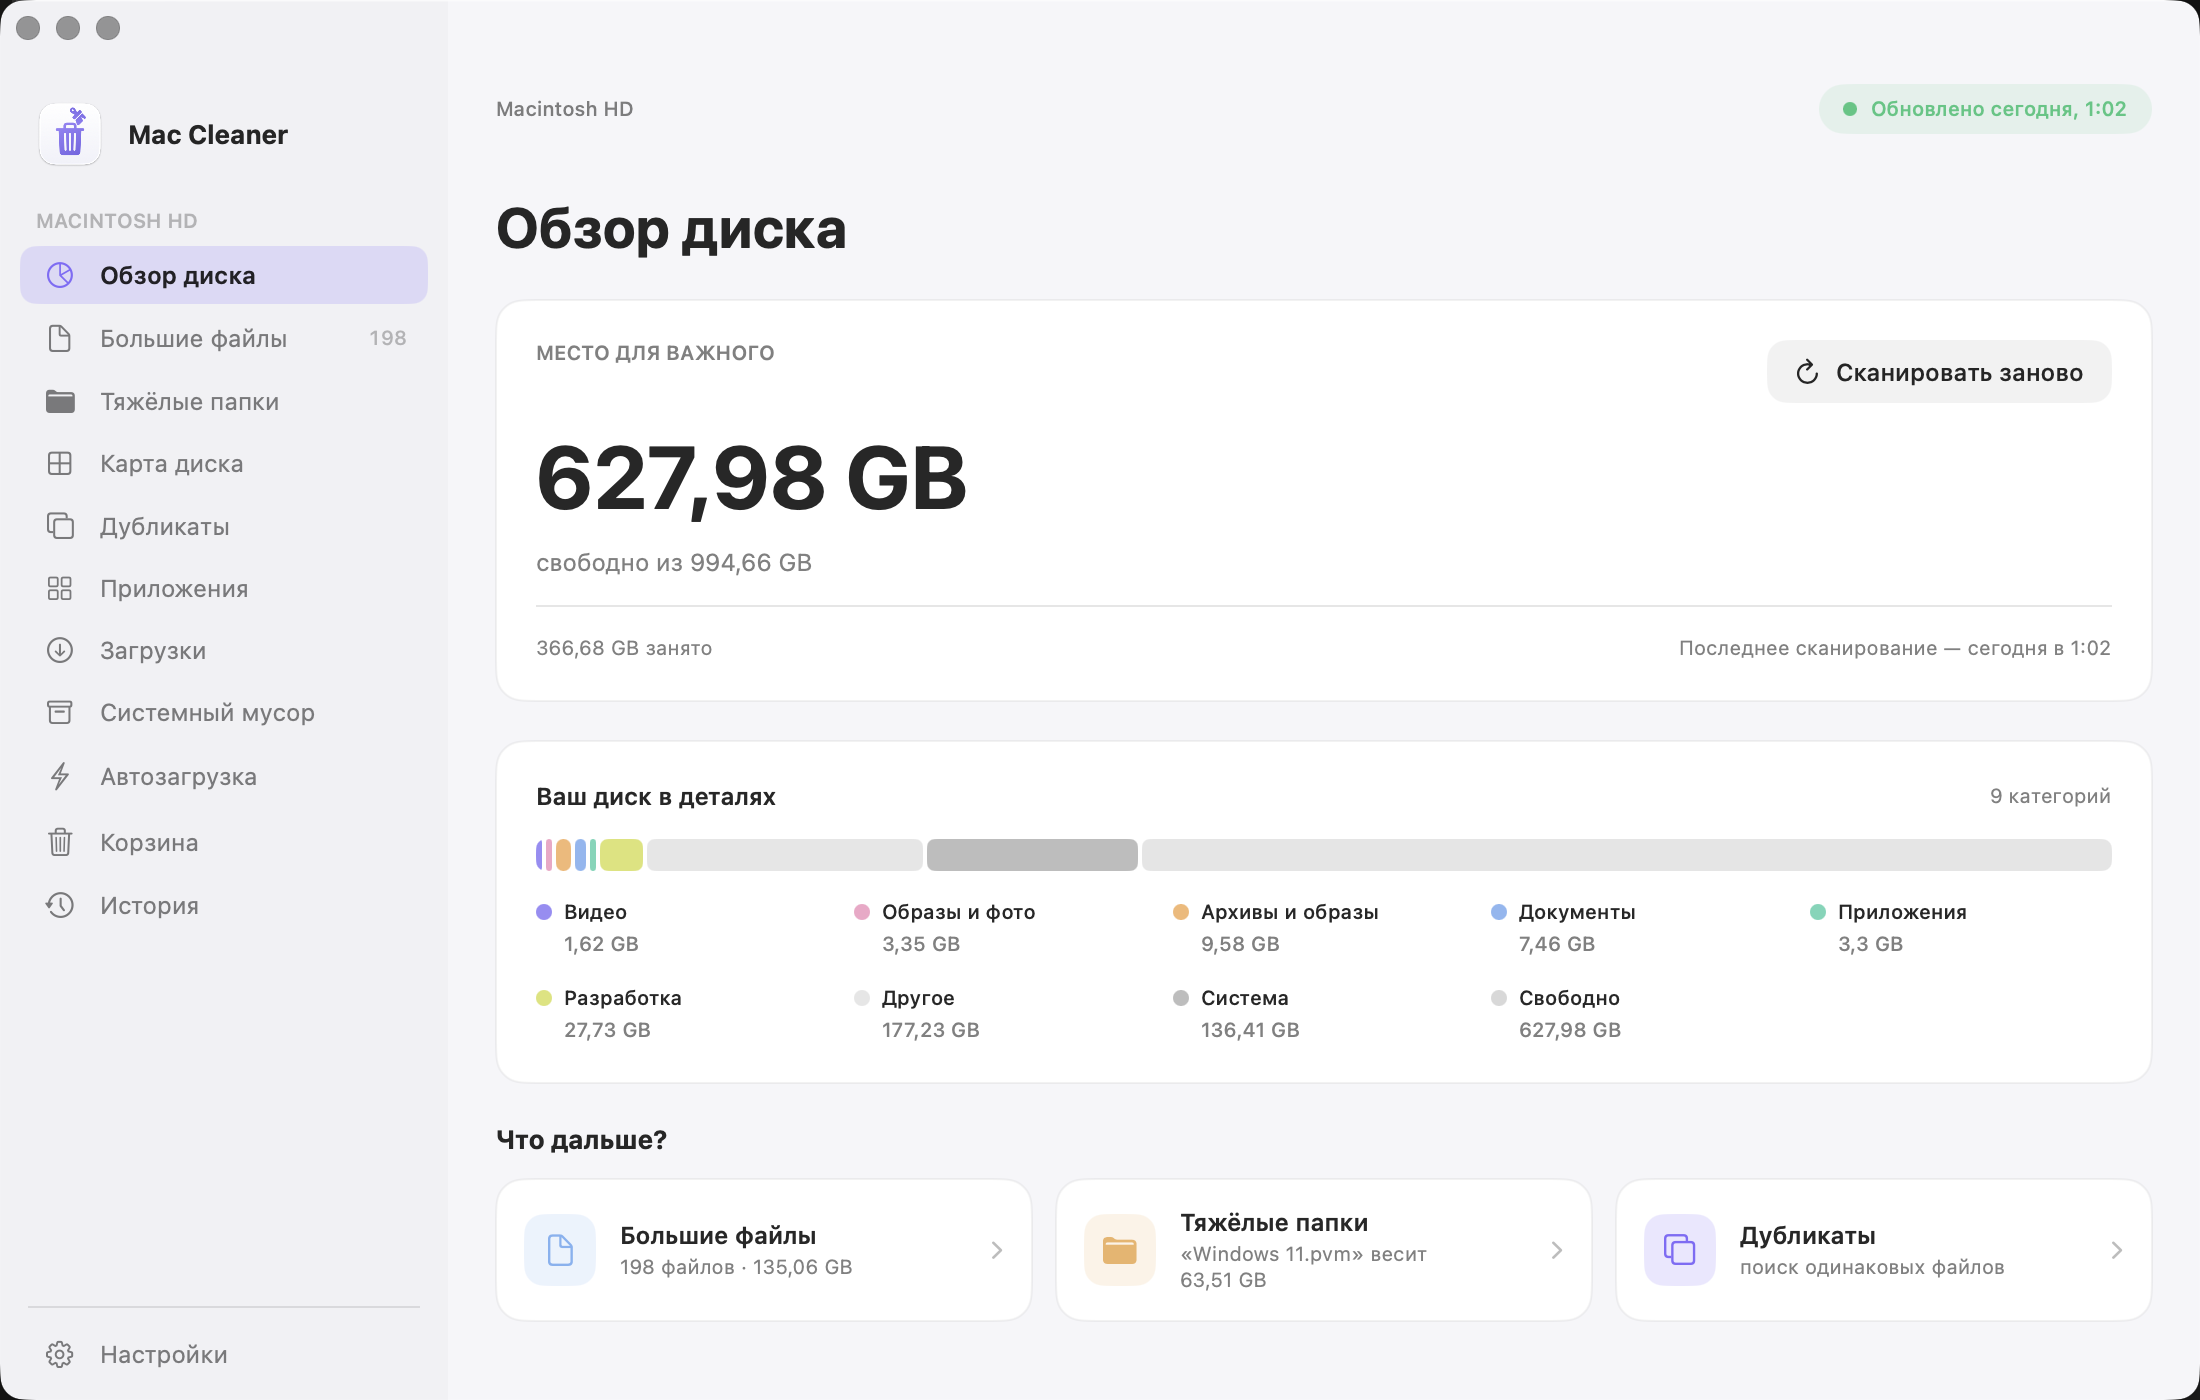 Mac Cleaner
MACINTOSH HD
Обзор диска
Большие файлы 198
Тяжёлые папки
Карта диска
Дубликаты
Приложения
Загрузки
Системный мусор
Автозагрузка
Корзина
История
Настройки
Macintosh HD
Обновлено сегодня, 1:02
Обзор диска
МЕСТО ДЛЯ ВАЖНОГО
Сканировать заново
627,98 GB
свободно из 994,66 GB
366,68 GB занято
Последнее сканирование — сегодня в 1:02
Ваш диск в деталях
9 категорий
Видео
1,62 GB
Образы и фото
3,35 GB
Архивы и образы
9,58 GB
Документы
7,46 GB
Приложения
3,3 GB
Разработка
27,73 GB
Другое
177,23 GB
Система
136,41 GB
Свободно
627,98 GB
Что дальше?
Большие файлы
198 файлов · 135,06 GB
Тяжёлые папки
«Windows 11.pvm» весит
63,51 GB
Дубликаты
поиск одинаковых файлов